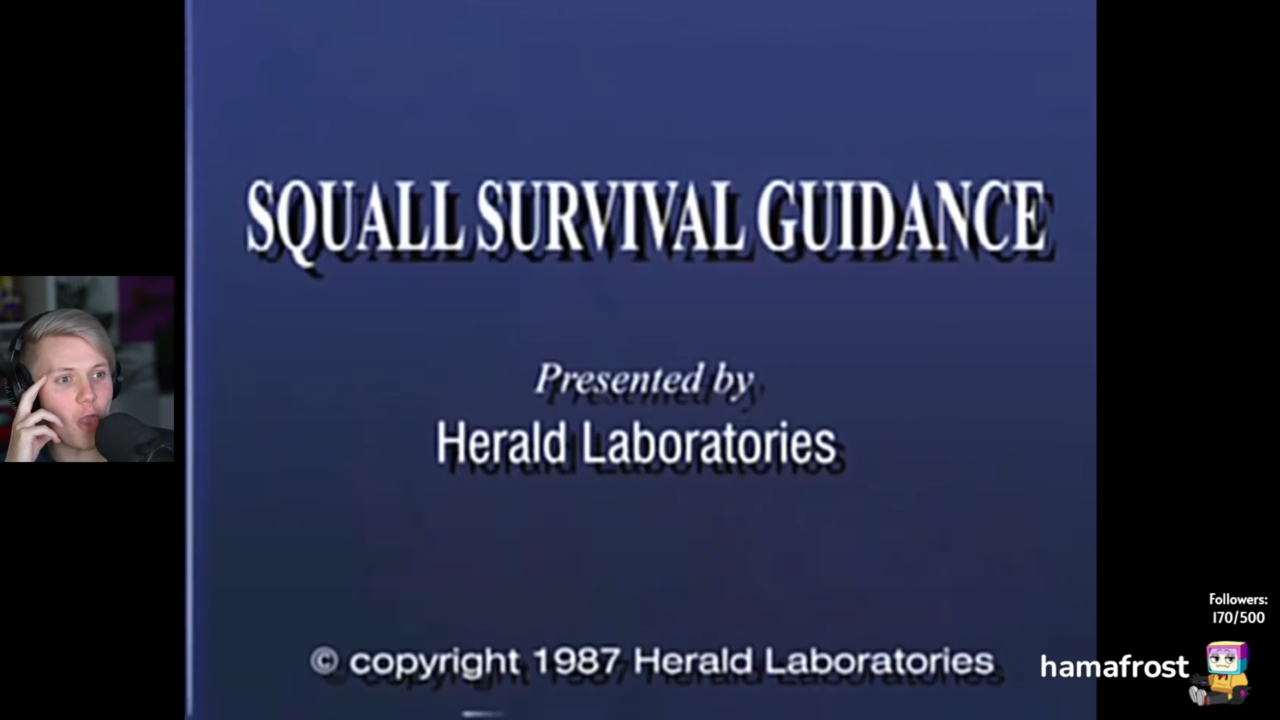 SQUALL SURVIVAL GUIDANCE
Presented by
Herald Laboratories
© copyright 1987 Herald Laboratories
Followers:
170/500
hamafrost